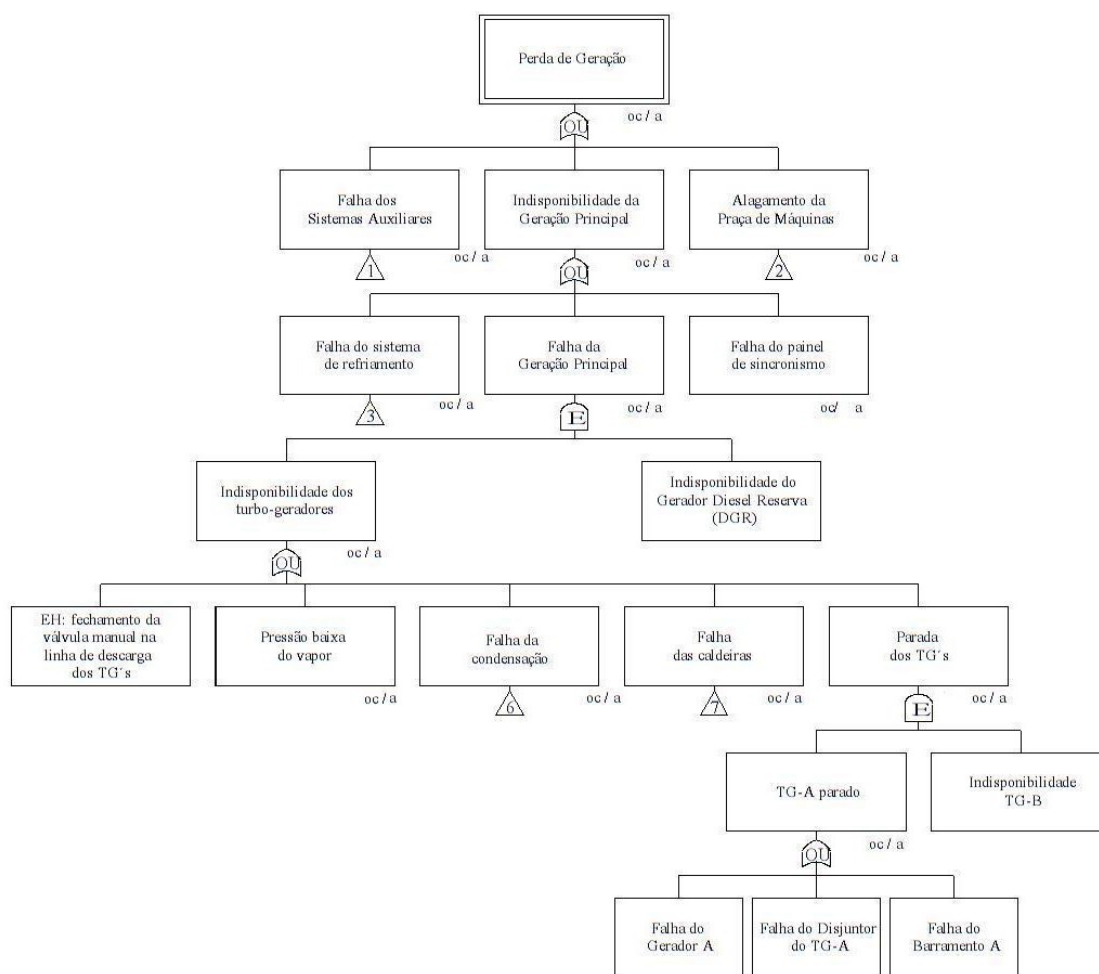 Perda de Geração
oc / a
OU
Falha dos
Sistemas Auxiliares
oc / a
1
Indisponibilidade da
Geração Principal
oc / a
OU
Alagamento da
Praça de Máquinas
oc / a
2
Falha do sistema
de refriamento
oc / a
3
Falha da
Geração Principal
oc / a
E
Falha do painel
de sincronismo
oc/ a
Indisponibilidade dos
turbo-geradores
oc / a
OU
Indisponibilidade do
Gerador Diesel Reserva
(DGR)
EH: fechamento da
válvula manual na
linha de descarga
dos TG´s
Pressão baixa
do vapor
oc / a
Falha da
condensação
oc / a
6
Falha
das caldeiras
oc / a
7
Parada
dos TG´s
oc / a
E
TG-A parado
oc / a
OU
Indisponibilidade
TG-B
Falha do
Gerador A
Falha do Disjuntor
do TG-A
Falha do
Barramento A